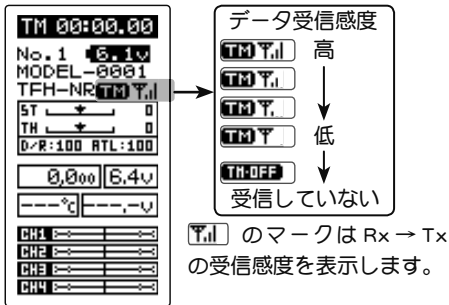 TM 00:00.00
No.1 6.1v
MODEL-0001
TFH-NR TM
ST 0
TH 0
D/R:100 ATL:100
0,000 6.4v
---℃ --.-v
CH1
CH2
CH3
CH4
データ受信感度
TM 高
TM
TM
TM 低
TM:OFF
受信していない
のマークは Rx → Tx
の受信感度を表示します。